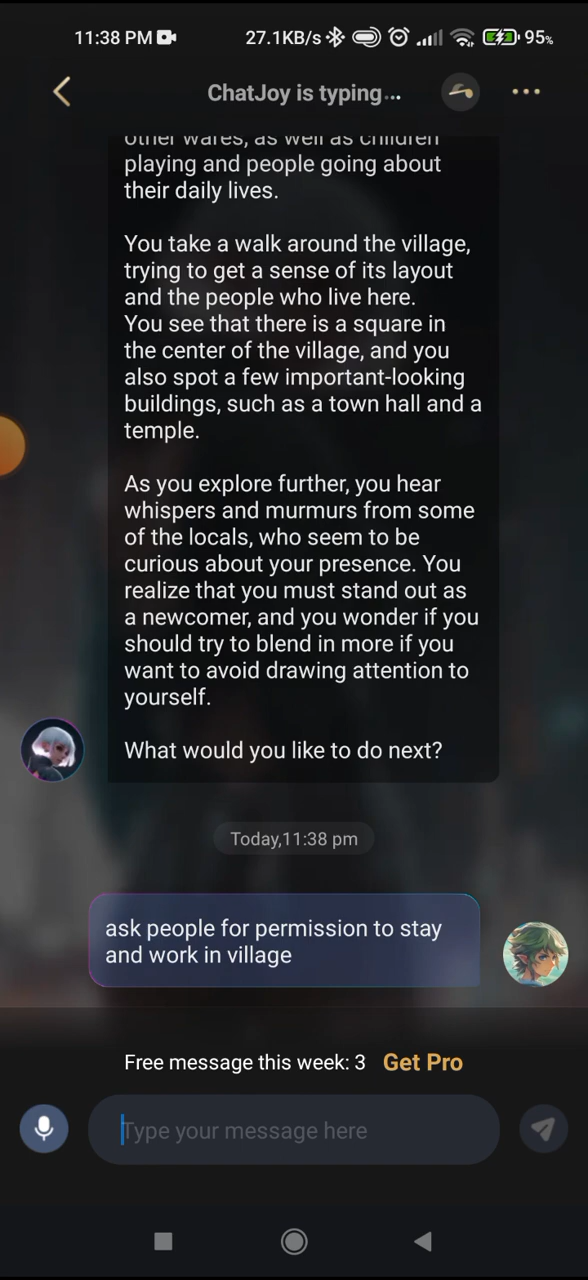 11:38 PM 27.1KB/s 95%
ChatJoy is typing...
other wares, as well as children
playing and people going about
their daily lives.
You take a walk around the village,
trying to get a sense of its layout
and the people who live here.
You see that there is a square in
the center of the village, and you
also spot a few important-looking
buildings, such as a town hall and a
temple.
As you explore further, you hear
whispers and murmurs from some
of the locals, who seem to be
curious about your presence. You
realize that you must stand out as
a newcomer, and you wonder if you
should try to blend in more if you
want to avoid drawing attention to
yourself.
What would you like to do next?
Today,11:38 pm
ask people for permission to stay
and work in village
Free message this week: 3 Get Pro
Type your message here